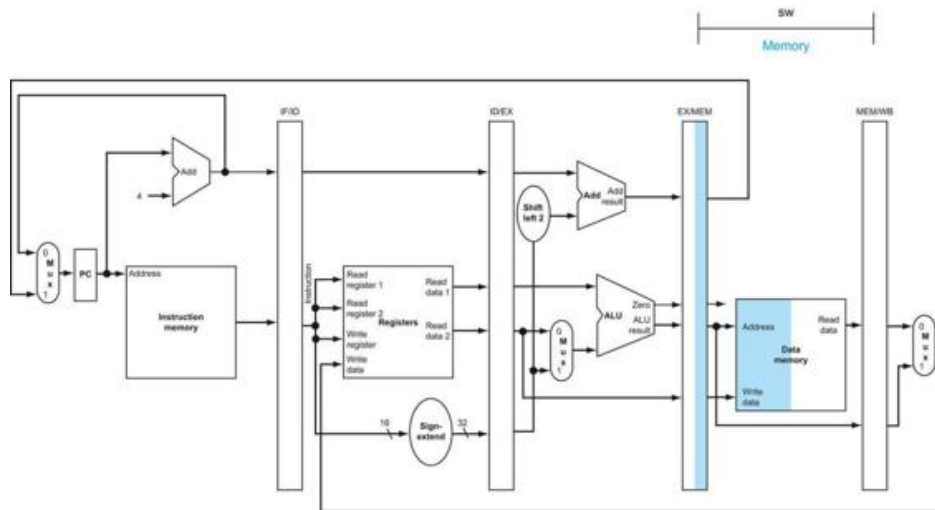 SW
Memory
IF/ID
ID/EX
EX/MEM
MEM/WB
Add
4
Shift
left 2
Add
Add
result
0
M
u
x
1
PC
Address
Instruction
memory
Instruction
Read
register 1
Read
register 2
Write
register
Write
data
Registers
Read
data 1
Read
data 2
0
M
u
x
1
Zero
ALU
ALU
result
Address
Write
data
Read
data
Data
memory
0
M
u
x
1
16
Sign-
extend
32